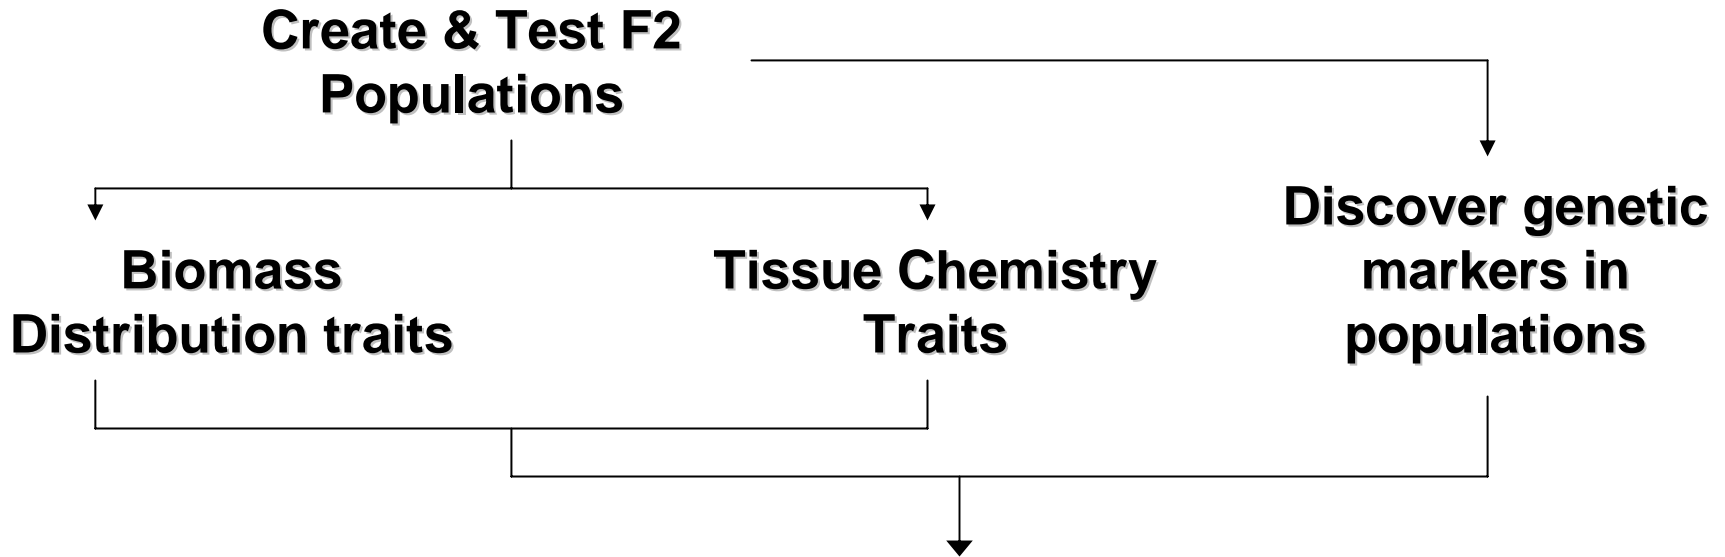 Create & Test F2
Populations
Biomass
Distribution traits
Tissue Chemistry
Traits
Discover genetic
markers in
populations